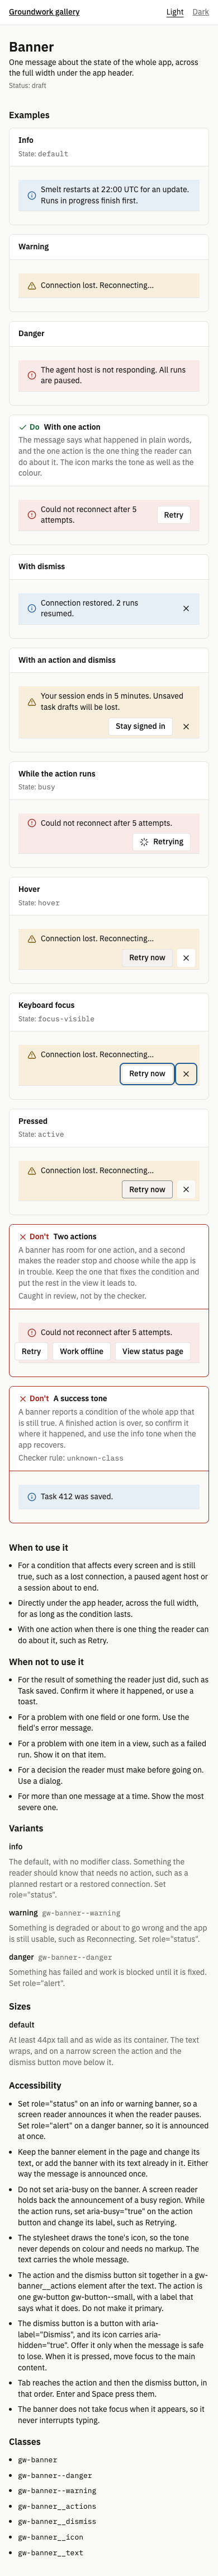 Groundwork gallery
Light Dark
Banner
One message about the state of the whole app, across
the full width under the app header.
Status: draft
Examples
Info
State: default
Smelt restarts at 22:00 UTC for an update.
Runs in progress finish first.
Warning
Connection lost. Reconnecting…
Danger
The agent host is not responding. All runs
are paused.
Do With one action
The message says what happened in plain words,
and the one action is the one thing the reader can
do about it. The icon marks the tone as well as the
colour.
Could not reconnect after 5
attempts.
Retry
With dismiss
Connection restored. 2 runs
resumed.
With an action and dismiss
Your session ends in 5 minutes. Unsaved
task drafts will be lost.
Stay signed in
While the action runs
State: busy
Could not reconnect after 5 attempts.
Retrying
Hover
State: hover
Connection lost. Reconnecting…
Retry now
Keyboard focus
State: focus-visible
Connection lost. Reconnecting…
Retry now
Pressed
State: active
Connection lost. Reconnecting…
Retry now
Don't Two actions
A banner has room for one action, and a second
makes the reader stop and choose while the app is
in trouble. Keep the one that fixes the condition and
put the rest in the view it leads to.
Caught in review, not by the checker.
Could not reconnect after 5 attempts.
Retry Work offline View status page
Don't A success tone
A banner reports a condition of the whole app that
is still true. A finished action is over, so confirm it
where it happened, and use the info tone when the
app recovers.
Checker rule: unknown-class
Task 412 was saved.
When to use it
For a condition that affects every screen and is still
true, such as a lost connection, a paused agent host or
a session about to end.
Directly under the app header, across the full width,
for as long as the condition lasts.
With one action when there is one thing the reader can
do about it, such as Retry.
When not to use it
For the result of something the reader just did, such as
Task saved. Confirm it where it happened, or use a
toast.
For a problem with one field or one form. Use the
field's error message.
For a problem with one item in a view, such as a failed
run. Show it on that item.
For a decision the reader must make before going on.
Use a dialog.
For more than one message at a time. Show the most
severe one.
Variants
info
The default, with no modifier class. Something the
reader should know that needs no action, such as a
planned restart or a restored connection. Set
role="status".
warning gw-banner--warning
Something is degraded or about to go wrong and the app
is still usable, such as Reconnecting. Set role="status".
danger gw-banner--danger
Something has failed and work is blocked until it is fixed.
Set role="alert".
Sizes
default
At least 44px tall and as wide as its container. The text
wraps, and on a narrow screen the action and the
dismiss button move below it.
Accessibility
Set role="status" on an info or warning banner, so a
screen reader announces it when the reader pauses.
Set role="alert" on a danger banner, so it is announced
at once.
Keep the banner element in the page and change its
text, or add the banner with its text already in it. Either
way the message is announced once.
Do not set aria-busy on the banner. A screen reader
holds back the announcement of a busy region. While
the action runs, set aria-busy="true" on the action
button and change its label, such as Retrying.
The stylesheet draws the tone's icon, so the tone
never depends on colour and needs no markup. The
text carries the whole message.
The action and the dismiss button sit together in a gw-
banner__actions element after the text. The action is
one gw-button gw-button--small, with a label that
says what it does. Do not make it primary.
The dismiss button is a button with aria-
label="Dismiss", and its icon carries aria-
hidden="true". Offer it only when the message is safe
to lose. When it is pressed, move focus to the main
content.
Tab reaches the action and then the dismiss button, in
that order. Enter and Space press them.
The banner does not take focus when it appears, so it
never interrupts typing.
Classes
gw-banner
gw-banner--danger
gw-banner--warning
gw-banner__actions
gw-banner__dismiss
gw-banner__icon
gw-banner__text